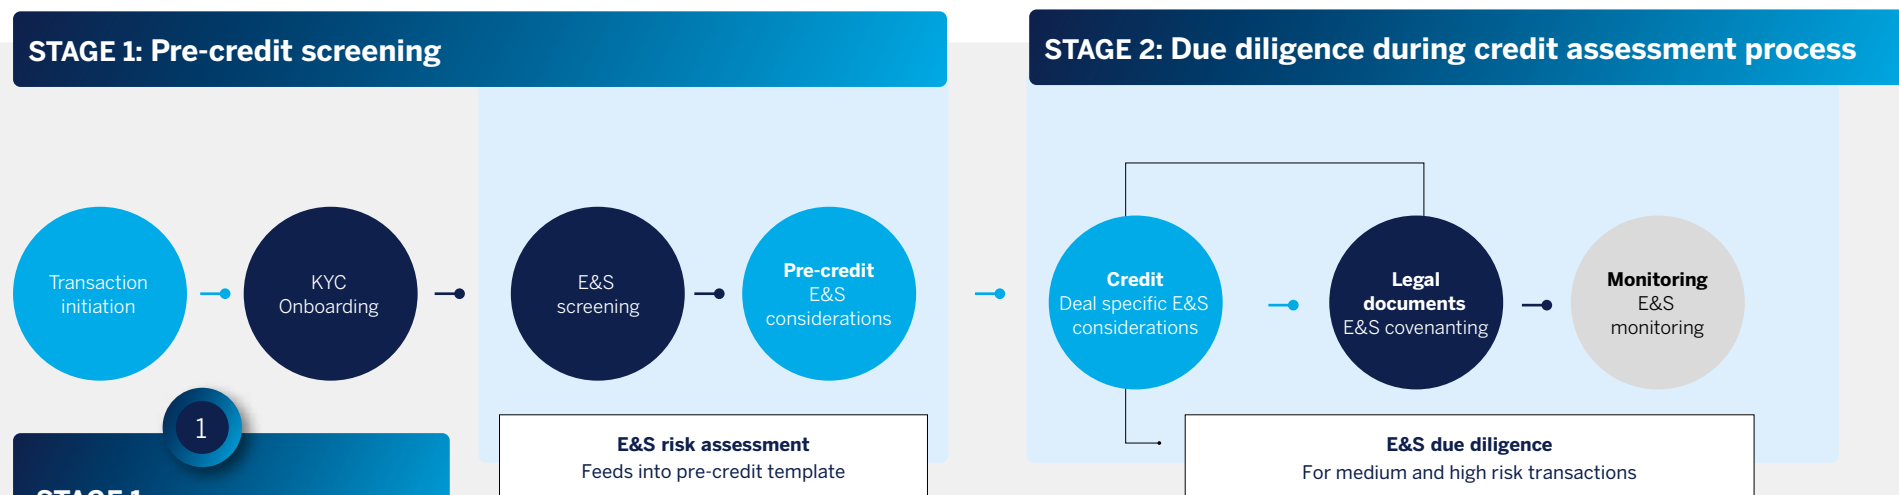 STAGE 1: Pre-credit screening
STAGE 2: Due diligence during credit assessment process
Transaction
initiation
KYC
Onboarding
E&S
screening
Pre-credit
E&S
considerations
Credit
Deal specific E&S
considerations
Legal
documents
E&S covenanting
Monitoring
E&S
monitoring
1
STAGE 1
E&S risk assessment
Feeds into pre-credit template
E&S due diligence
For medium and high risk transactions